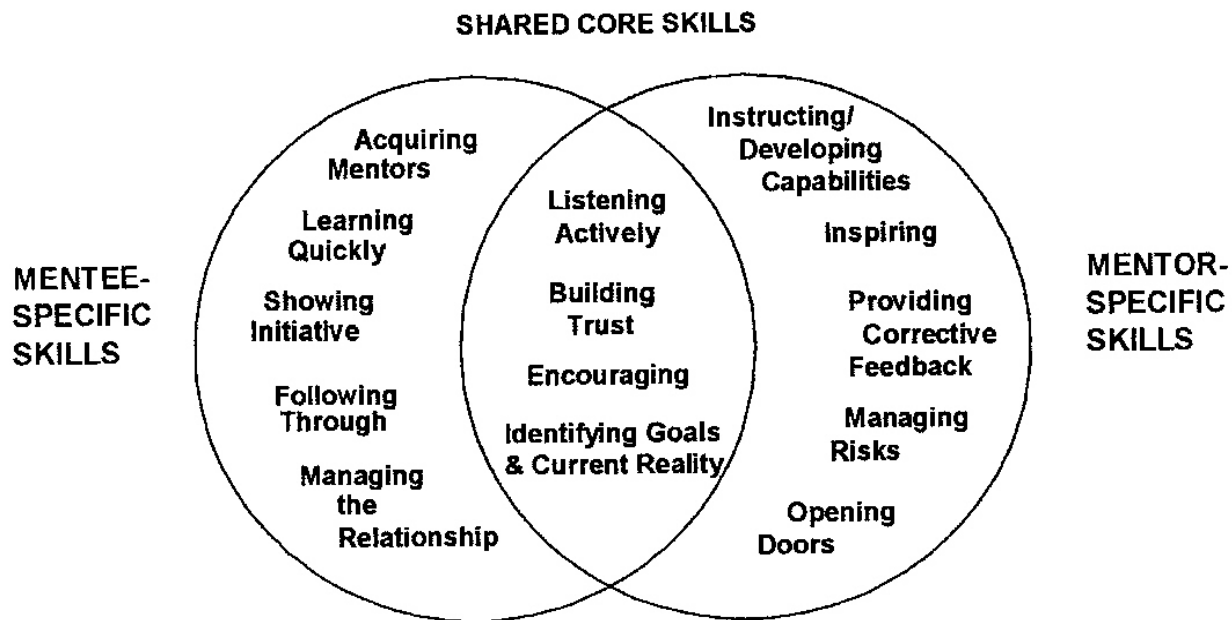 SHARED CORE SKILLS
MENTEE-
SPECIFIC
SKILLS
Acquiring
Mentors
Learning
Quickly
Showing
Initiative
Following
Through
Managing
the
Relationship
Listening
Actively
Building
Trust
Encouraging
Identifying Goals
& Current Reality
Instructing/
Developing
Capabilities
Inspiring
Providing
Corrective
Feedback
Managing
Risks
Opening
Doors
MENTOR-
SPECIFIC
SKILLS